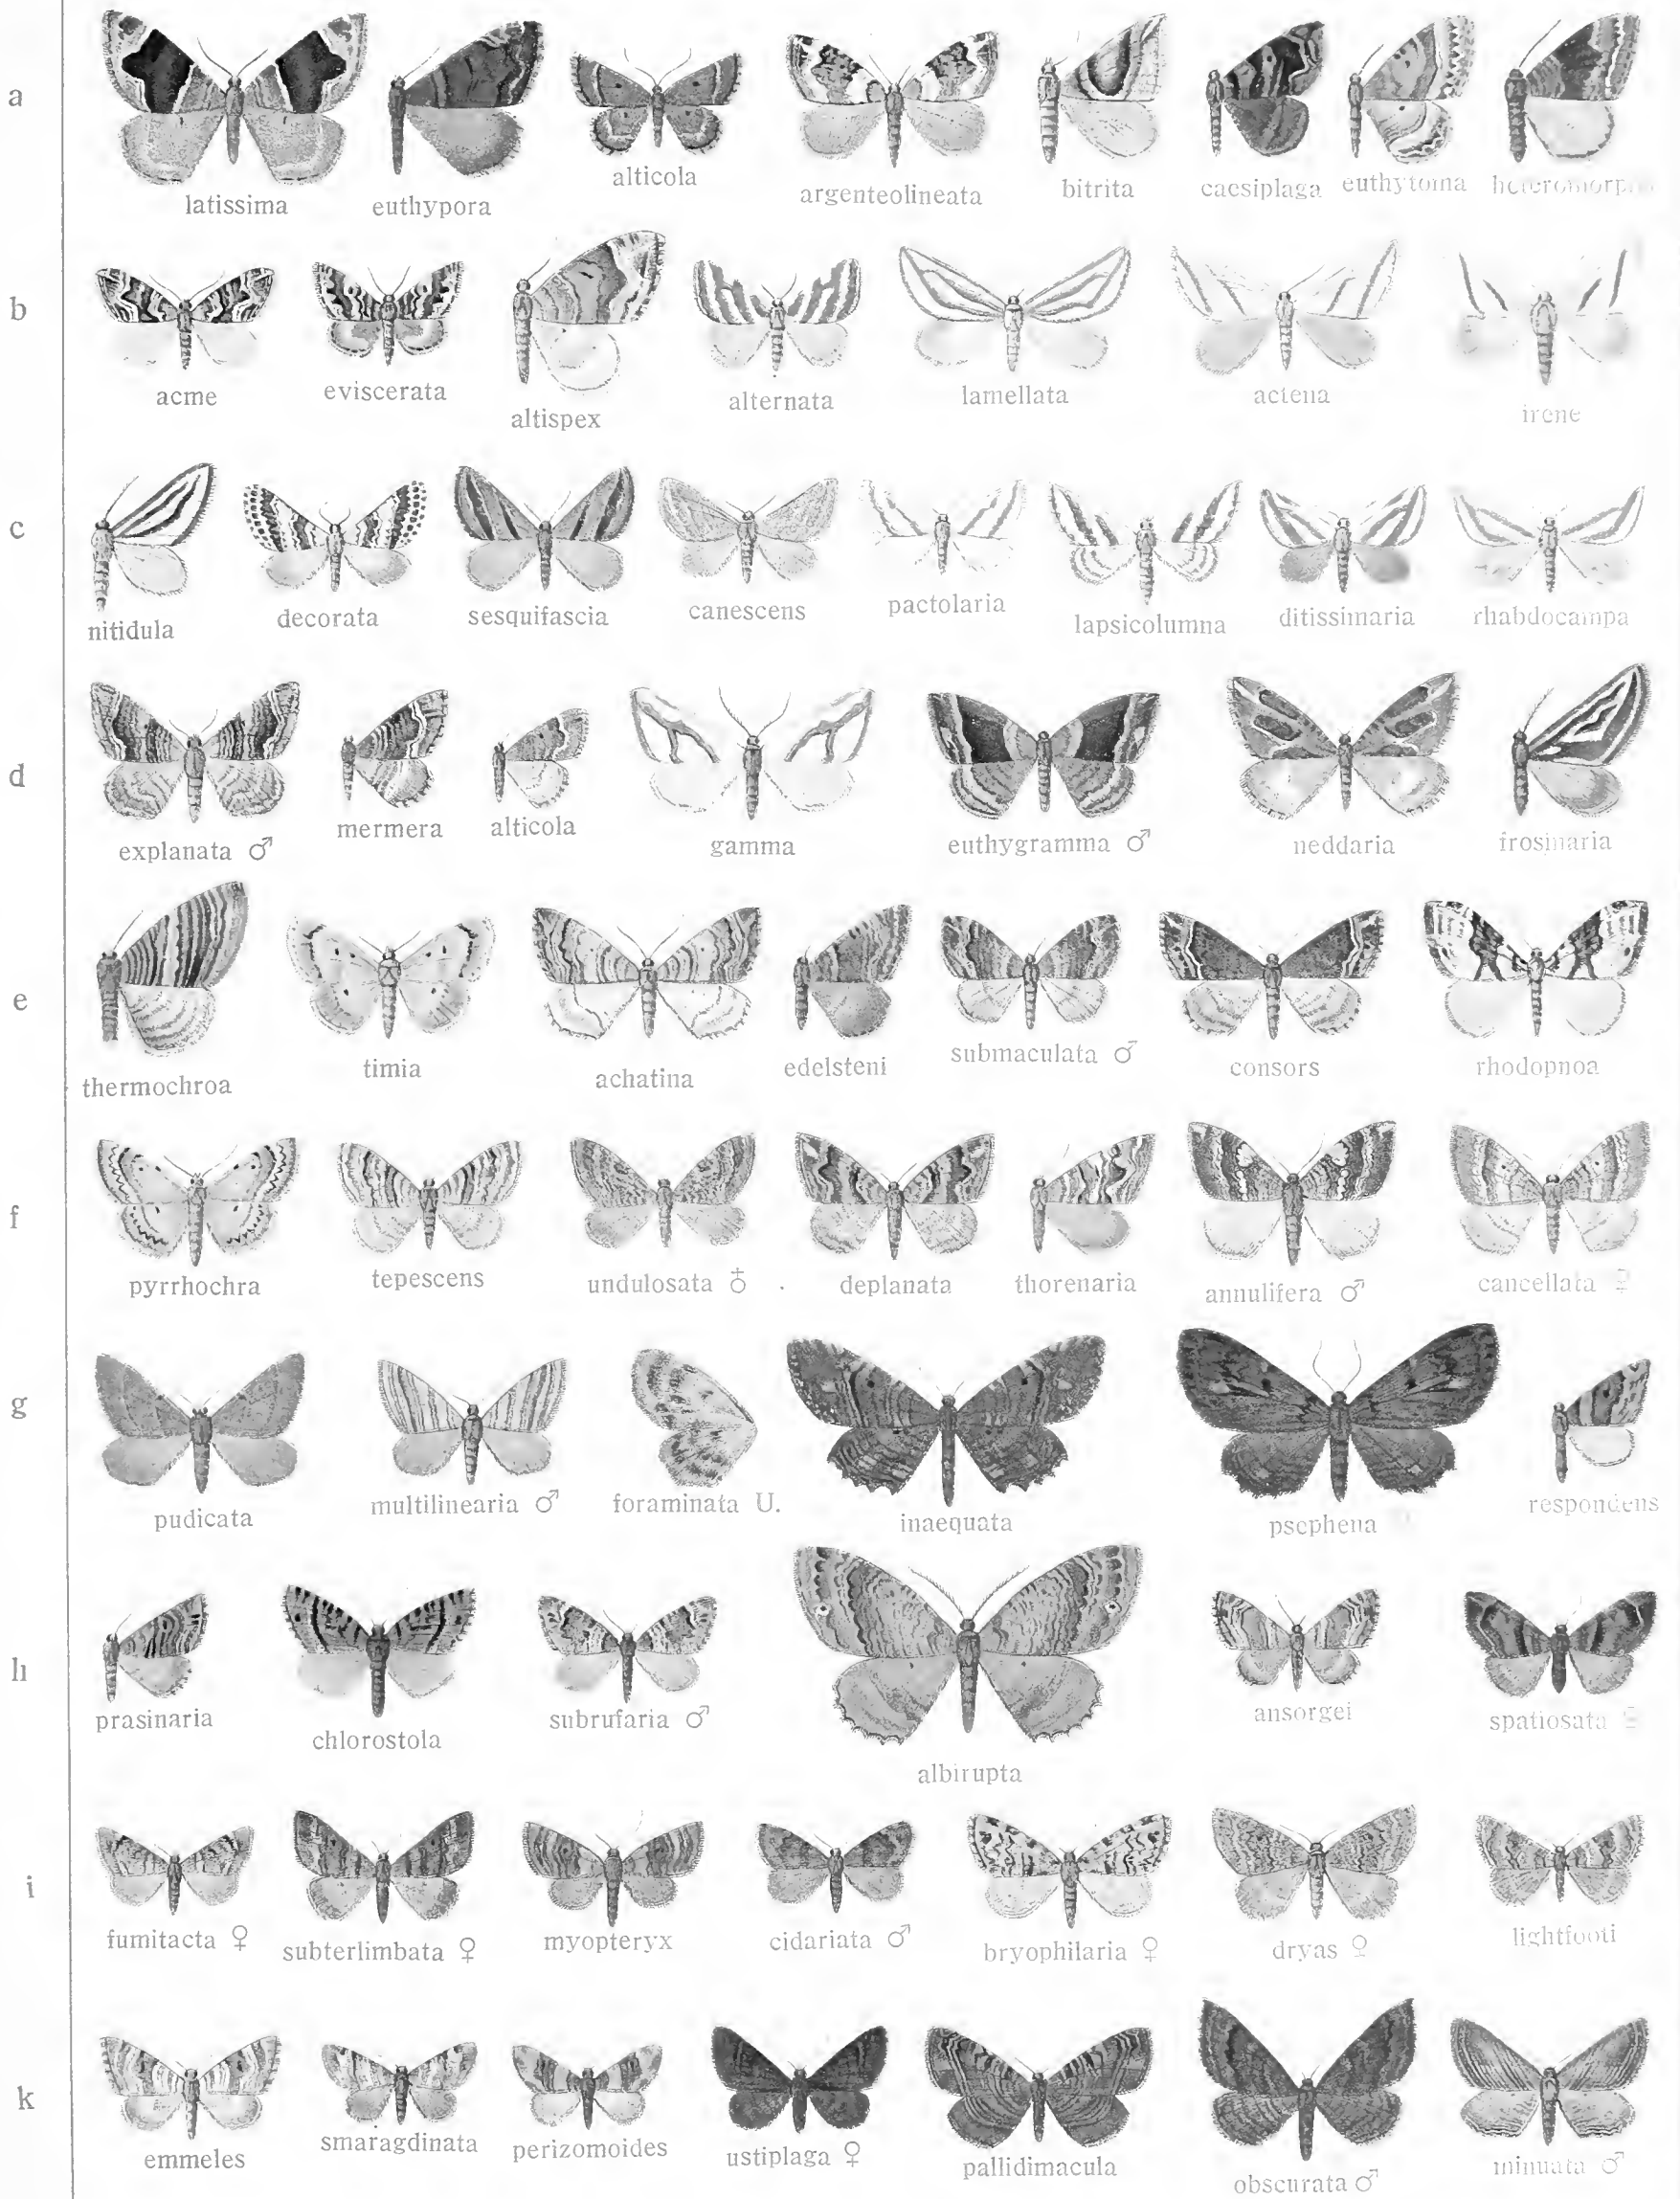 a
latissima euthypora alticola argenteolineata bitrita caesiplaga euthytoma
b
acme eviscerata altispex alternata lamellata actena irene
c
nitidula decorata sesquifascia canescens pactolaria lapsicolumna ditissimaria rhabdocampa
d
explanata ♂ mermera alticola gamma euthygramma ♂ neddaria frosinaria
e
thermochroa timia achatina edelsteni submaculata ♂ consors rhodopnoa
f
pyrrhochra tepescens undulosata ♁ deplanata thorenaria annulifera ♂ cancellata ♀
g
pudicata multilinearia ♂ foraminata U. inaequata psephena respondens
h
prasinaria chlorostola subrufaria ♂ albirupta ansorgei spatiosata
i
fumitacta ♀ subterlimbata ♀ myopteryx cidariata ♂ bryophilaria ♀ dryas ♀ lightfooti
k
emmeles smaragdinata perizomoides ustiplaga ♀ pallidimacula obscurata ♂ minuata ♂